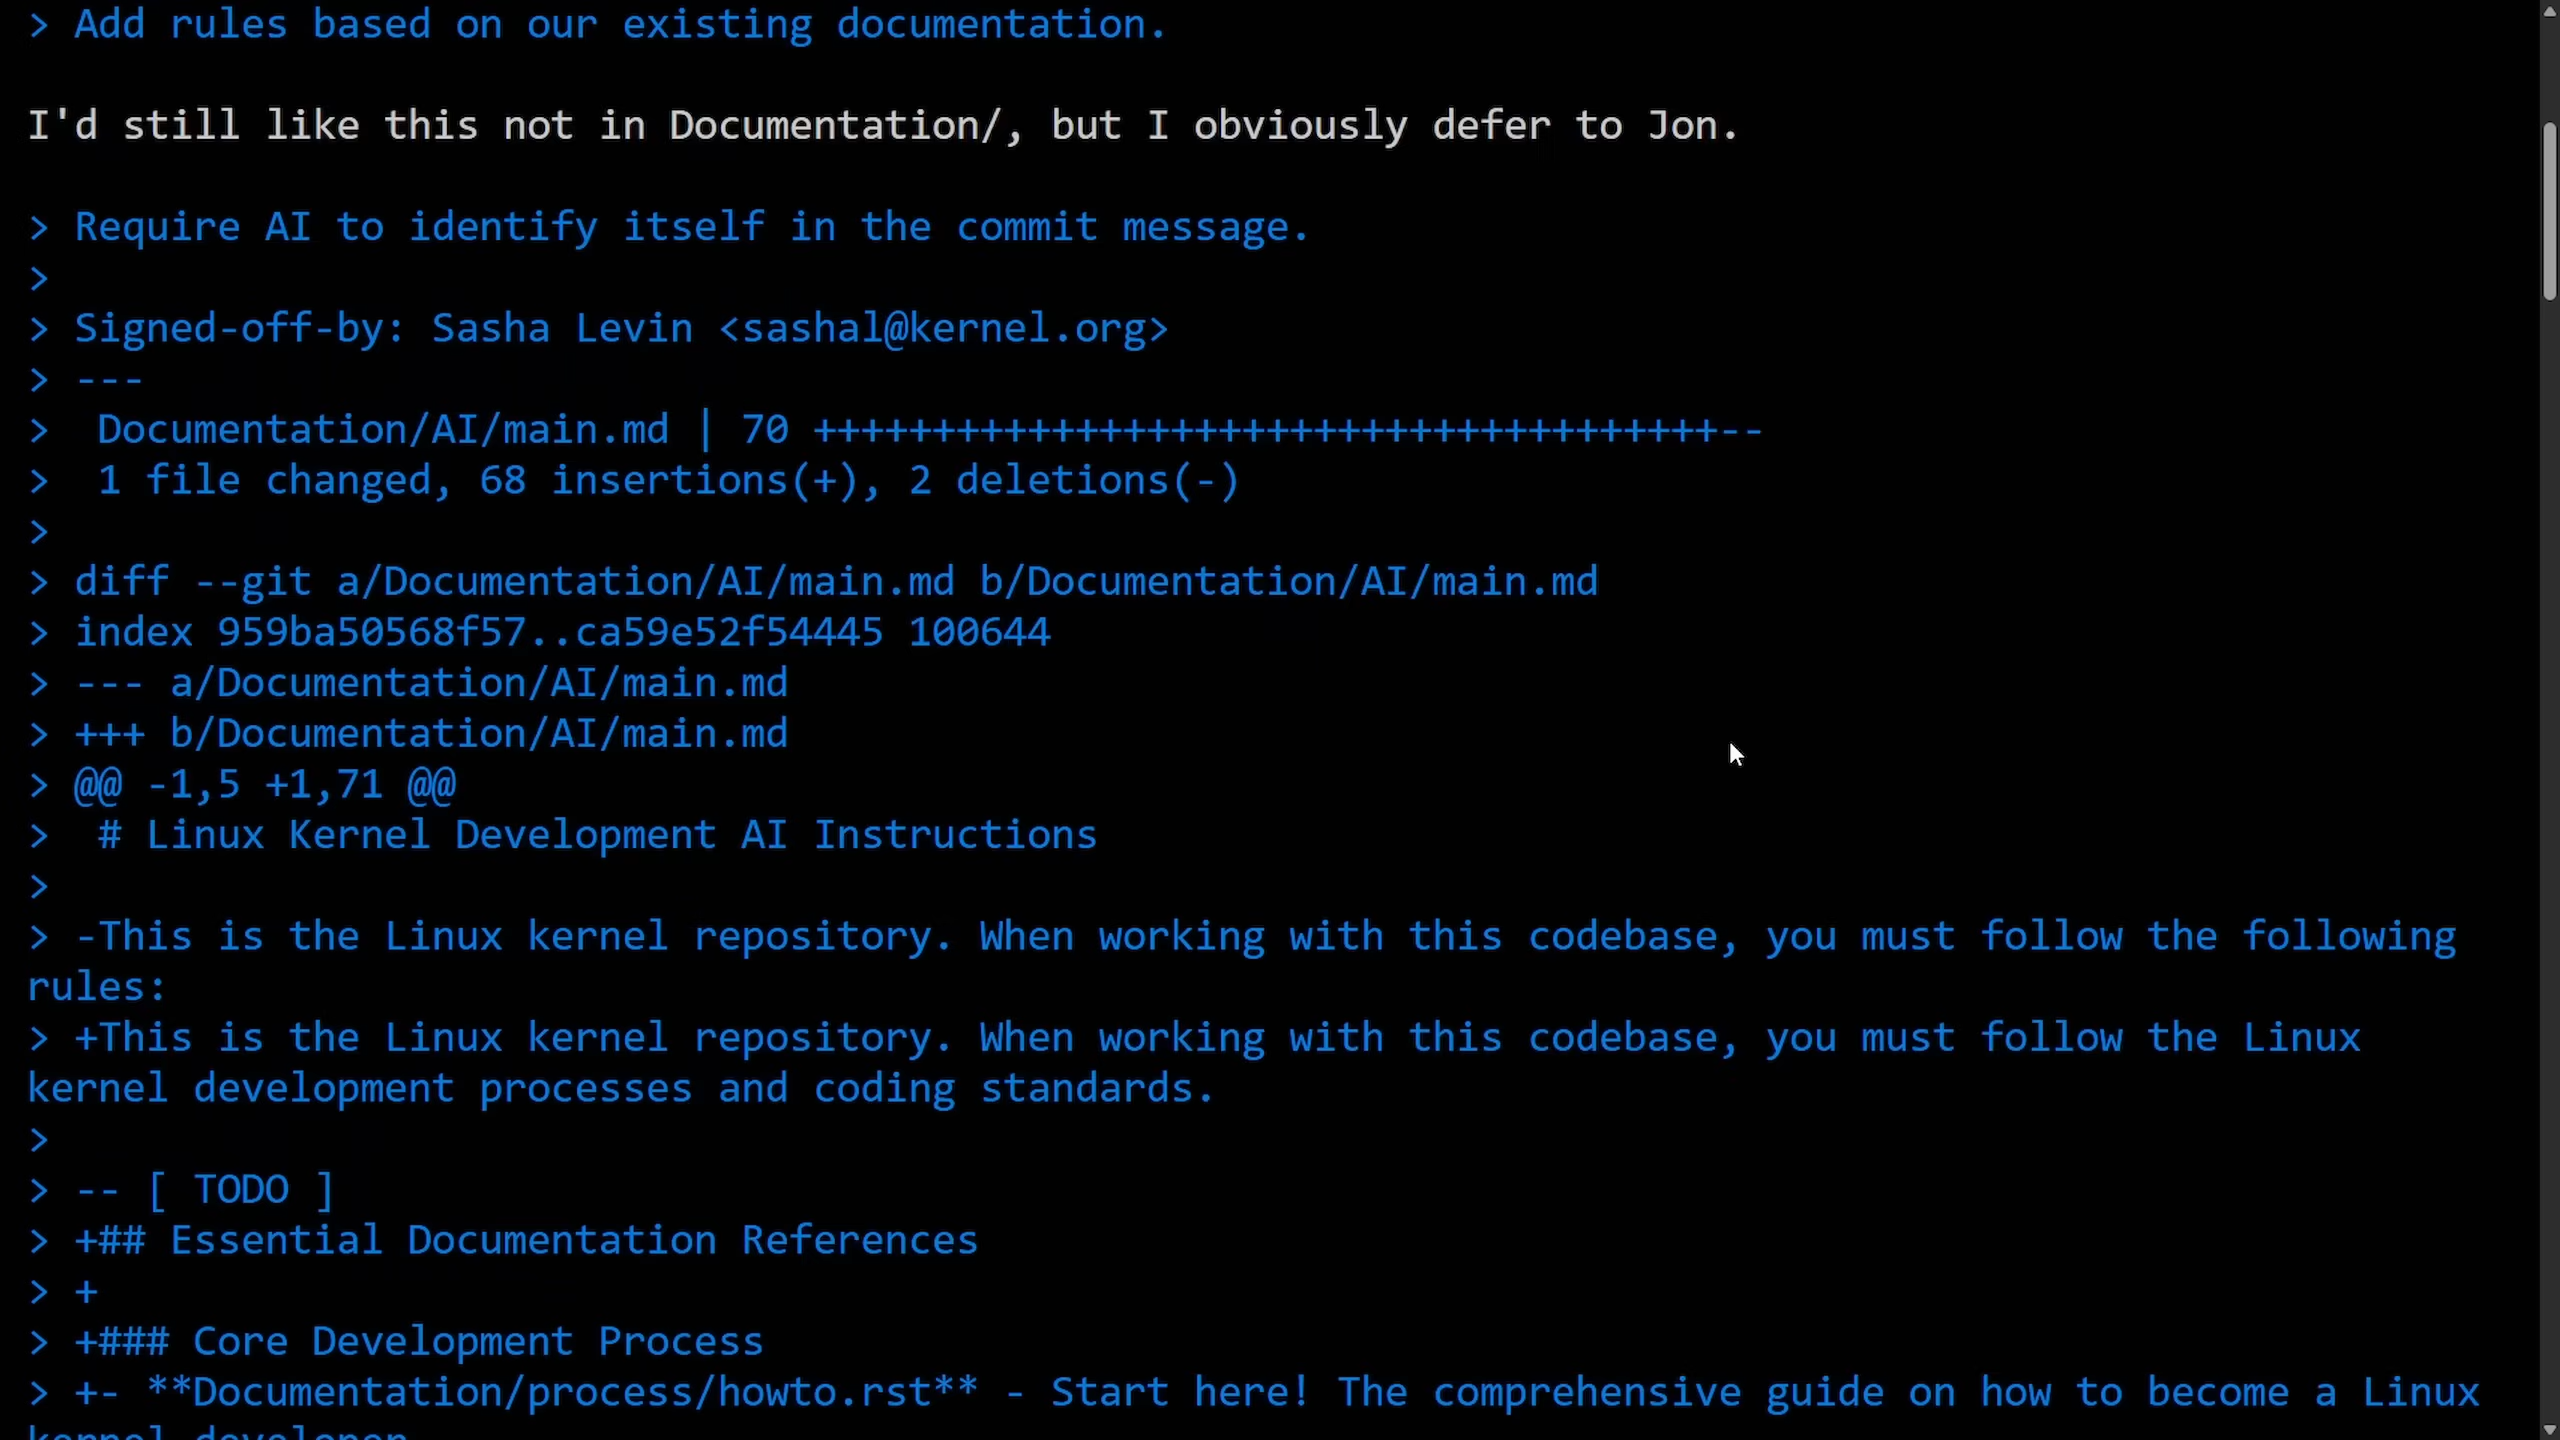 > Add rules based on our existing documentation.
I'd still like this not in Documentation/, but I obviously defer to Jon.
> Require AI to identify itself in the commit message.
>
> Signed-off-by: Sasha Levin <sashal@kernel.org>
> ---
>  Documentation/AI/main.md | 70 ++++++++++++++++++++++++++++++++++++++--
>  1 file changed, 68 insertions(+), 2 deletions(-)
>
> diff --git a/Documentation/AI/main.md b/Documentation/AI/main.md
> index 959ba50568f57..ca59e52f54445 100644
> --- a/Documentation/AI/main.md
> +++ b/Documentation/AI/main.md
> @@ -1,5 +1,71 @@
>  # Linux Kernel Development AI Instructions
>
> -This is the Linux kernel repository. When working with this codebase, you must follow the following
rules:
> +This is the Linux kernel repository. When working with this codebase, you must follow the Linux
kernel development processes and coding standards.
>
> -- [ TODO ]
> +## Essential Documentation References
> +
> +### Core Development Process
> +- **Documentation/process/howto.rst** - Start here! The comprehensive guide on how to become a Linux
kernel developer